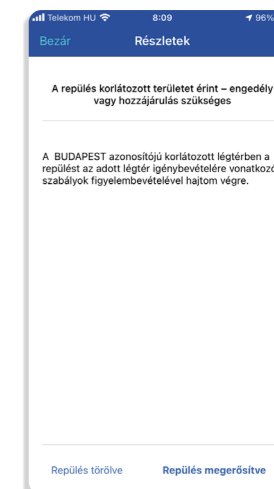 Telekom HU 8:09 96%
Bezár Részletek
A repülés korlátozott területet érint – engedély
vagy hozzájárulás szükséges
A BUDAPEST azonosítójú korlátozott légtérben a
repülést az adott légtér igénybevételére vonatkozó
szabályok figyelembevételével hajtom végre.
Repülés törölve Repülés megerősítve